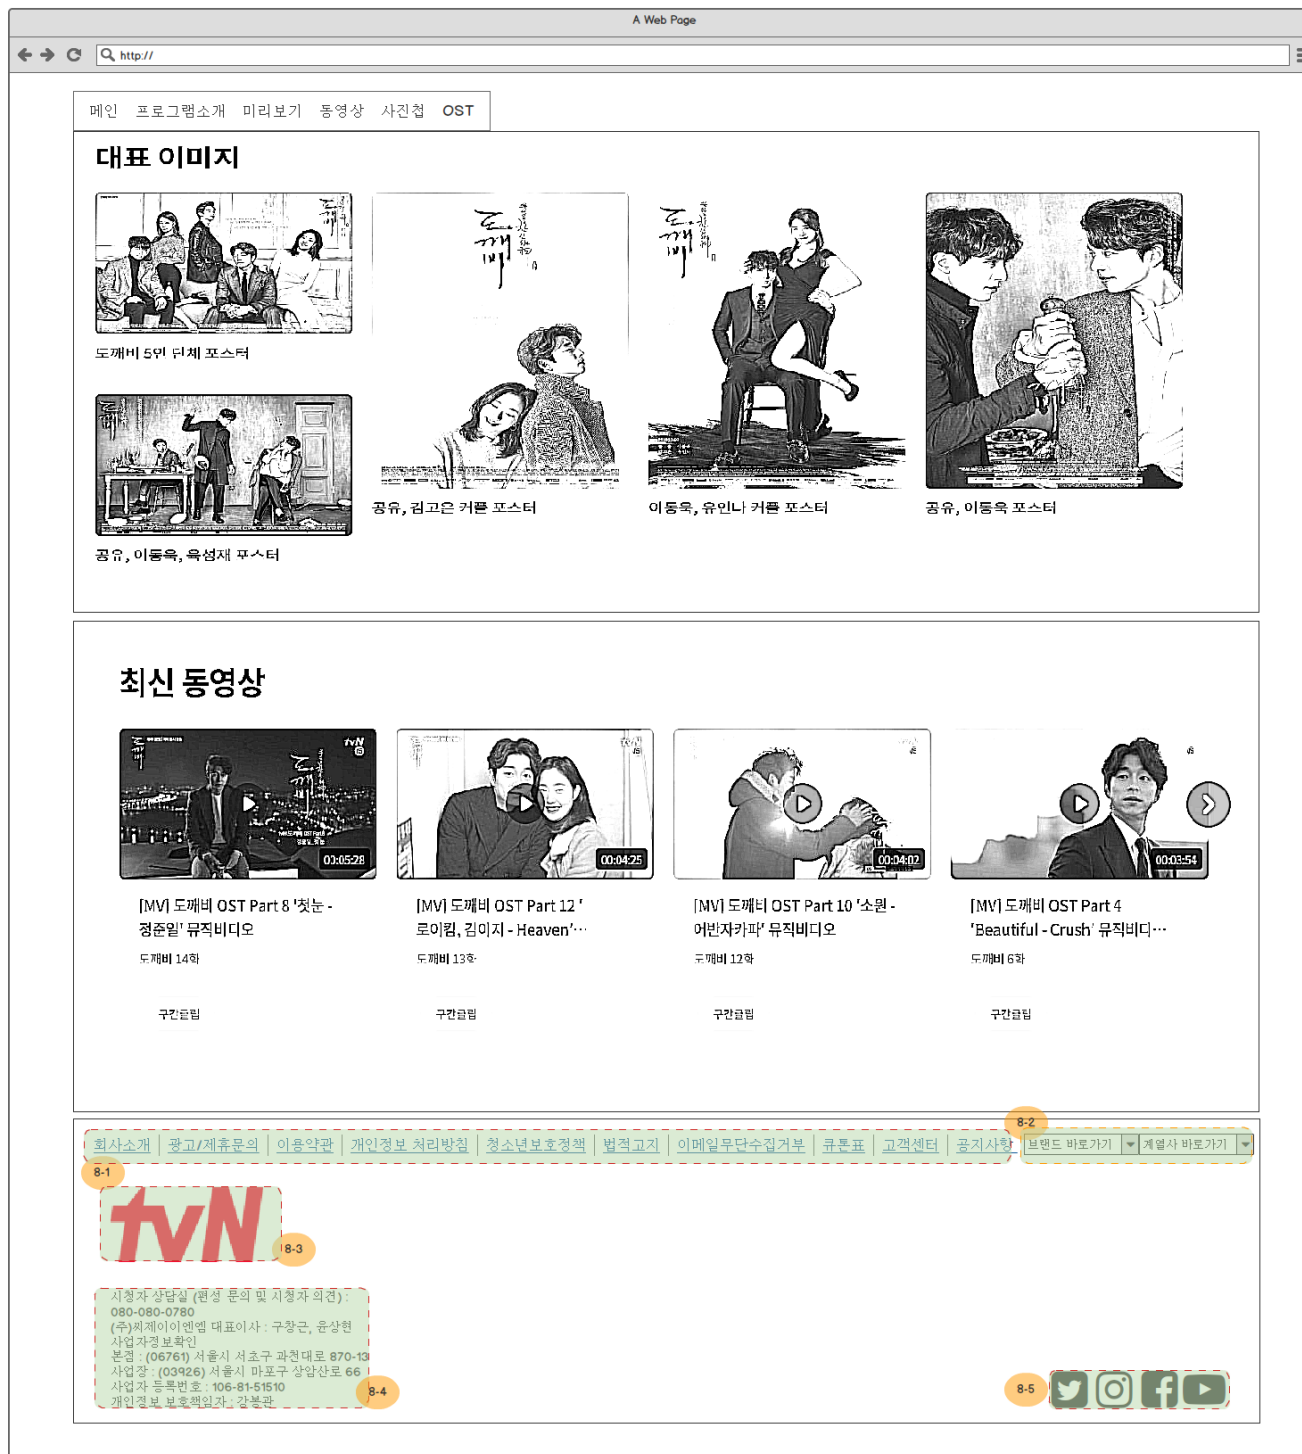 A Web Page
http://
메인 프로그램소개 미리보기 동영상 사진첩 OST
대표 이미지
도깨비
도깨비
도깨비 5인 단체 포스터
공유, 김고은 커플 포스터
이동욱, 유인나 커플 포스터
공유, 이동욱 포스터
공유, 이동욱, 육성재 포스터
최신 동영상
tvN
도깨비
00:05:28
00:04:25
00:04:02
00:03:54
[MV] 도깨비 OST Part 8 '첫눈 -
정준일' 뮤직비디오
도깨비 14화
구간클립
[MV] 도깨비 OST Part 12 '
로이킴, 김이지 - Heaven'…
도깨비 13화
구간클립
[MV] 도깨비 OST Part 10 '소원 -
어반자카파' 뮤직비디오
도깨비 12화
구간클립
[MV] 도깨비 OST Part 4
'Beautiful - Crush' 뮤직비디…
도깨비 6화
구간클립
8-2
회사소개 | 광고/제휴문의 | 이용약관 | 개인정보 처리방침 | 청소년보호정책 | 법적고지 | 이메일무단수집거부 | 큐톤표 | 고객센터 | 공지사항
브랜드 바로가기 계열사 바로가기
8-1
tvN
8-3
시청자 상담실 (편성 문의 및 시청자 의견) :
080-080-0780
(주)씨제이이엔엠 대표이사 : 구창근, 윤상현
사업자정보확인
본점 : (06761) 서울시 서초구 과천대로 870-13
사업장 : (03926) 서울시 마포구 상암산로 66
사업자 등록번호 : 106-81-51510
개인정보 보호책임자 : 강봉관
8-4
8-5